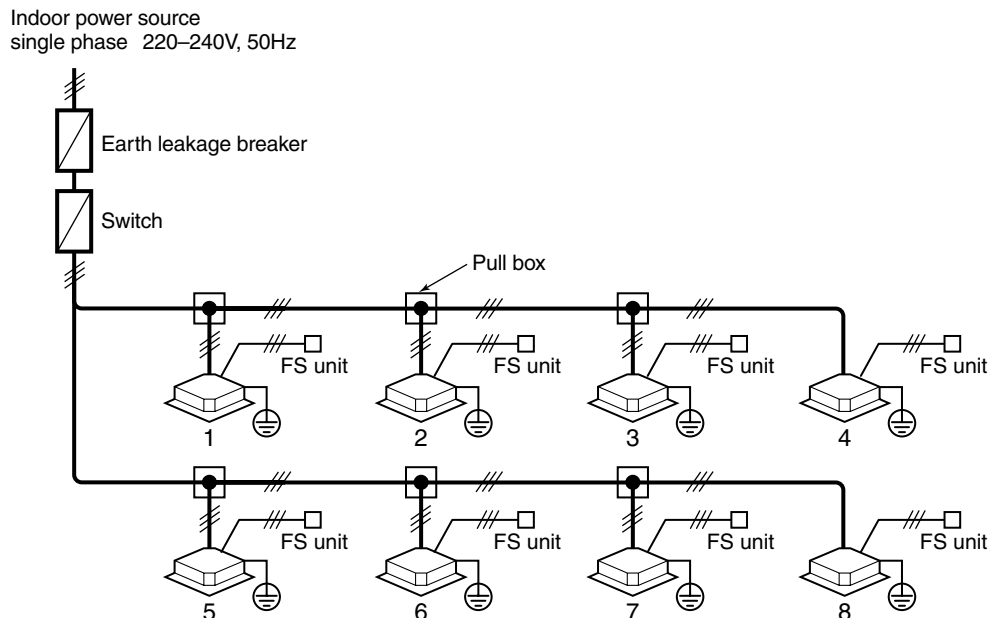 Indoor power source
single phase 220–240V, 50Hz
Earth leakage breaker
Switch
Pull box
FS unit
FS unit
FS unit
FS unit
1
2
3
4
FS unit
FS unit
FS unit
FS unit
5
6
7
8